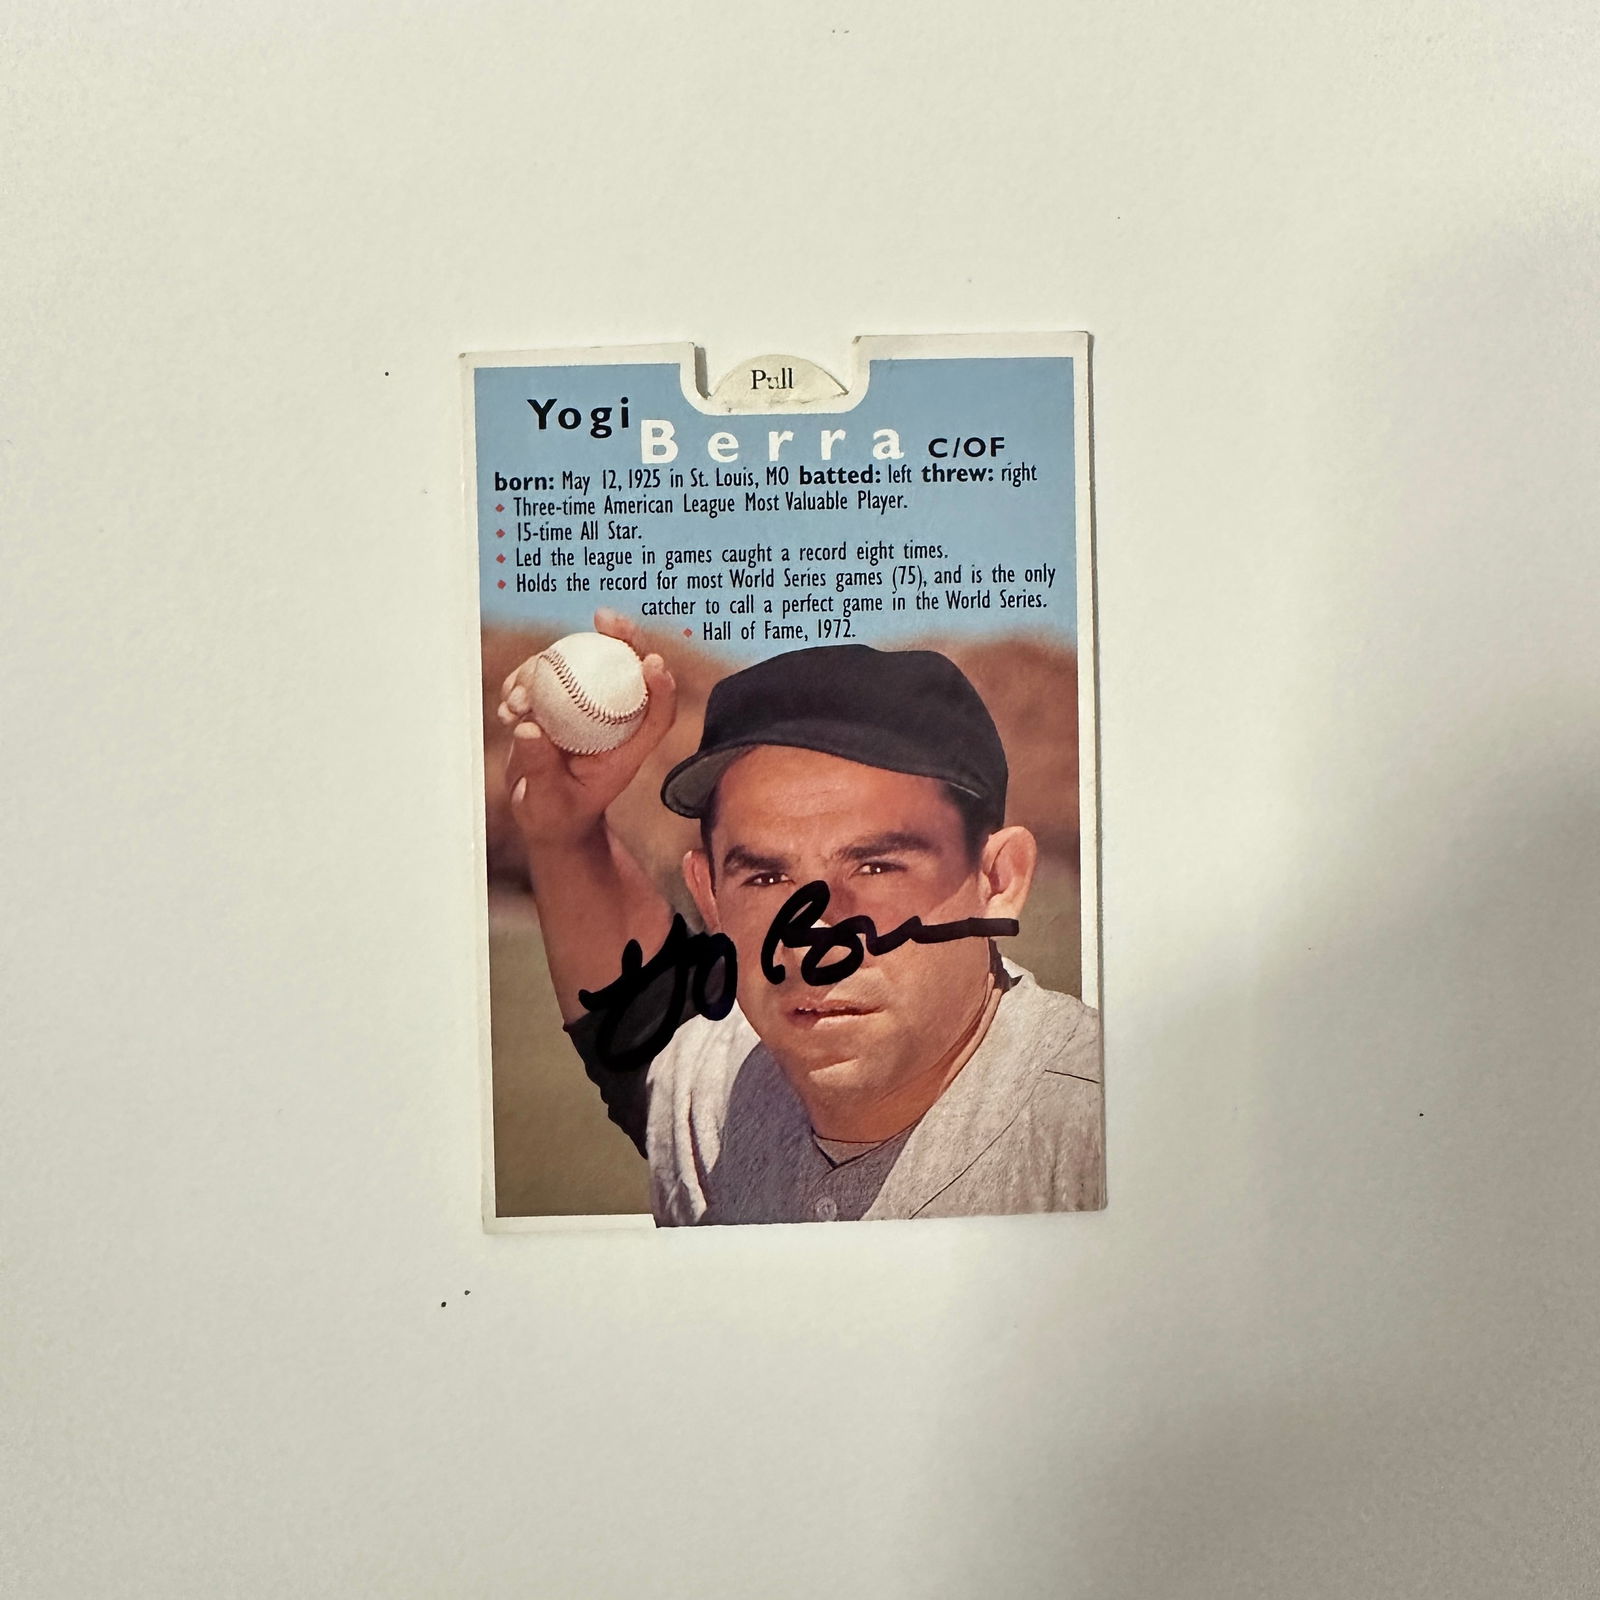 Pull
Yogi
Berra C/OF
born: May 12, 1925 in St. Louis, MO batted: left threw: right
Three-time American League Most Valuable Player.
15-time All Star.
Led the league in games caught a record eight times.
Holds the record for most World Series games (75), and is the only
catcher to call a perfect game in the World Series.
Hall of Fame, 1972.